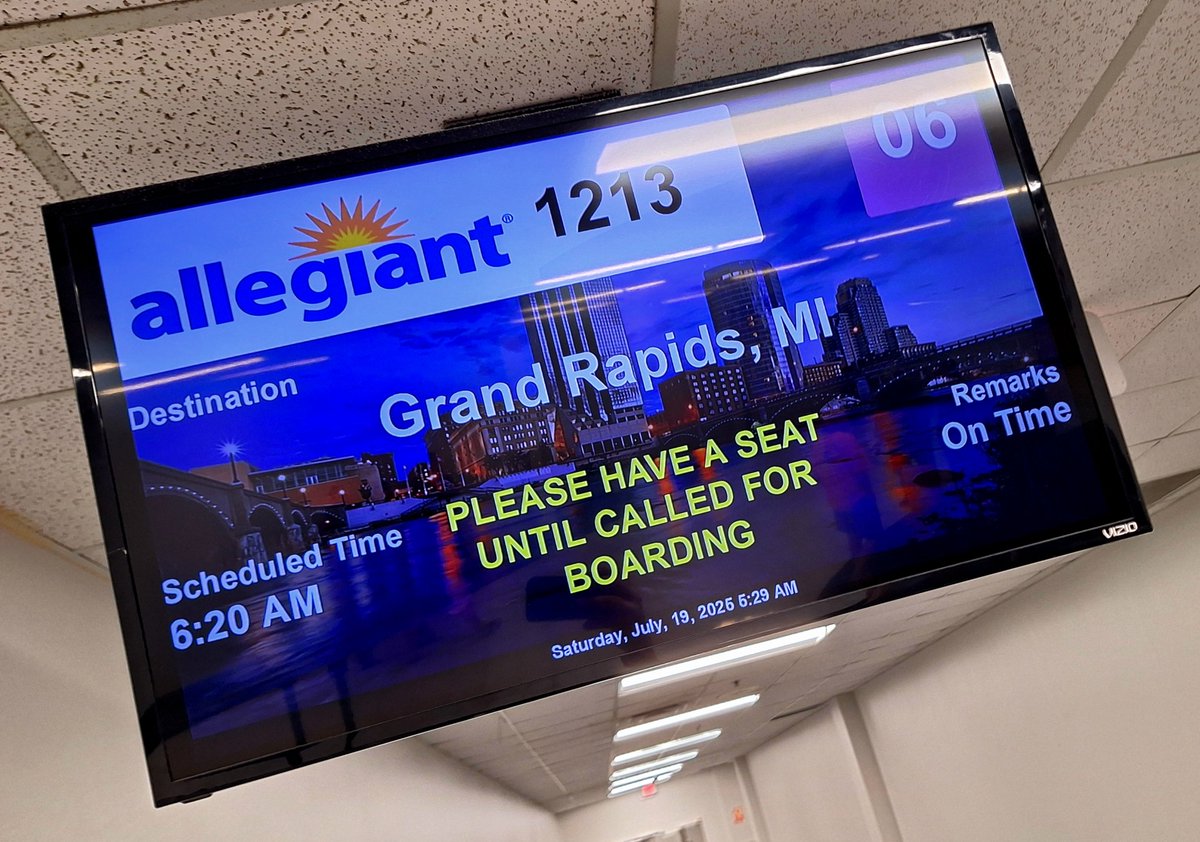 allegiant® 1213
06
Destination
Grand Rapids, MI
Remarks
On Time
PLEASE HAVE A SEAT
UNTIL CALLED FOR
BOARDING
Scheduled Time
6:20 AM
Saturday, July, 19, 2025 5:29 AM
VIZIO